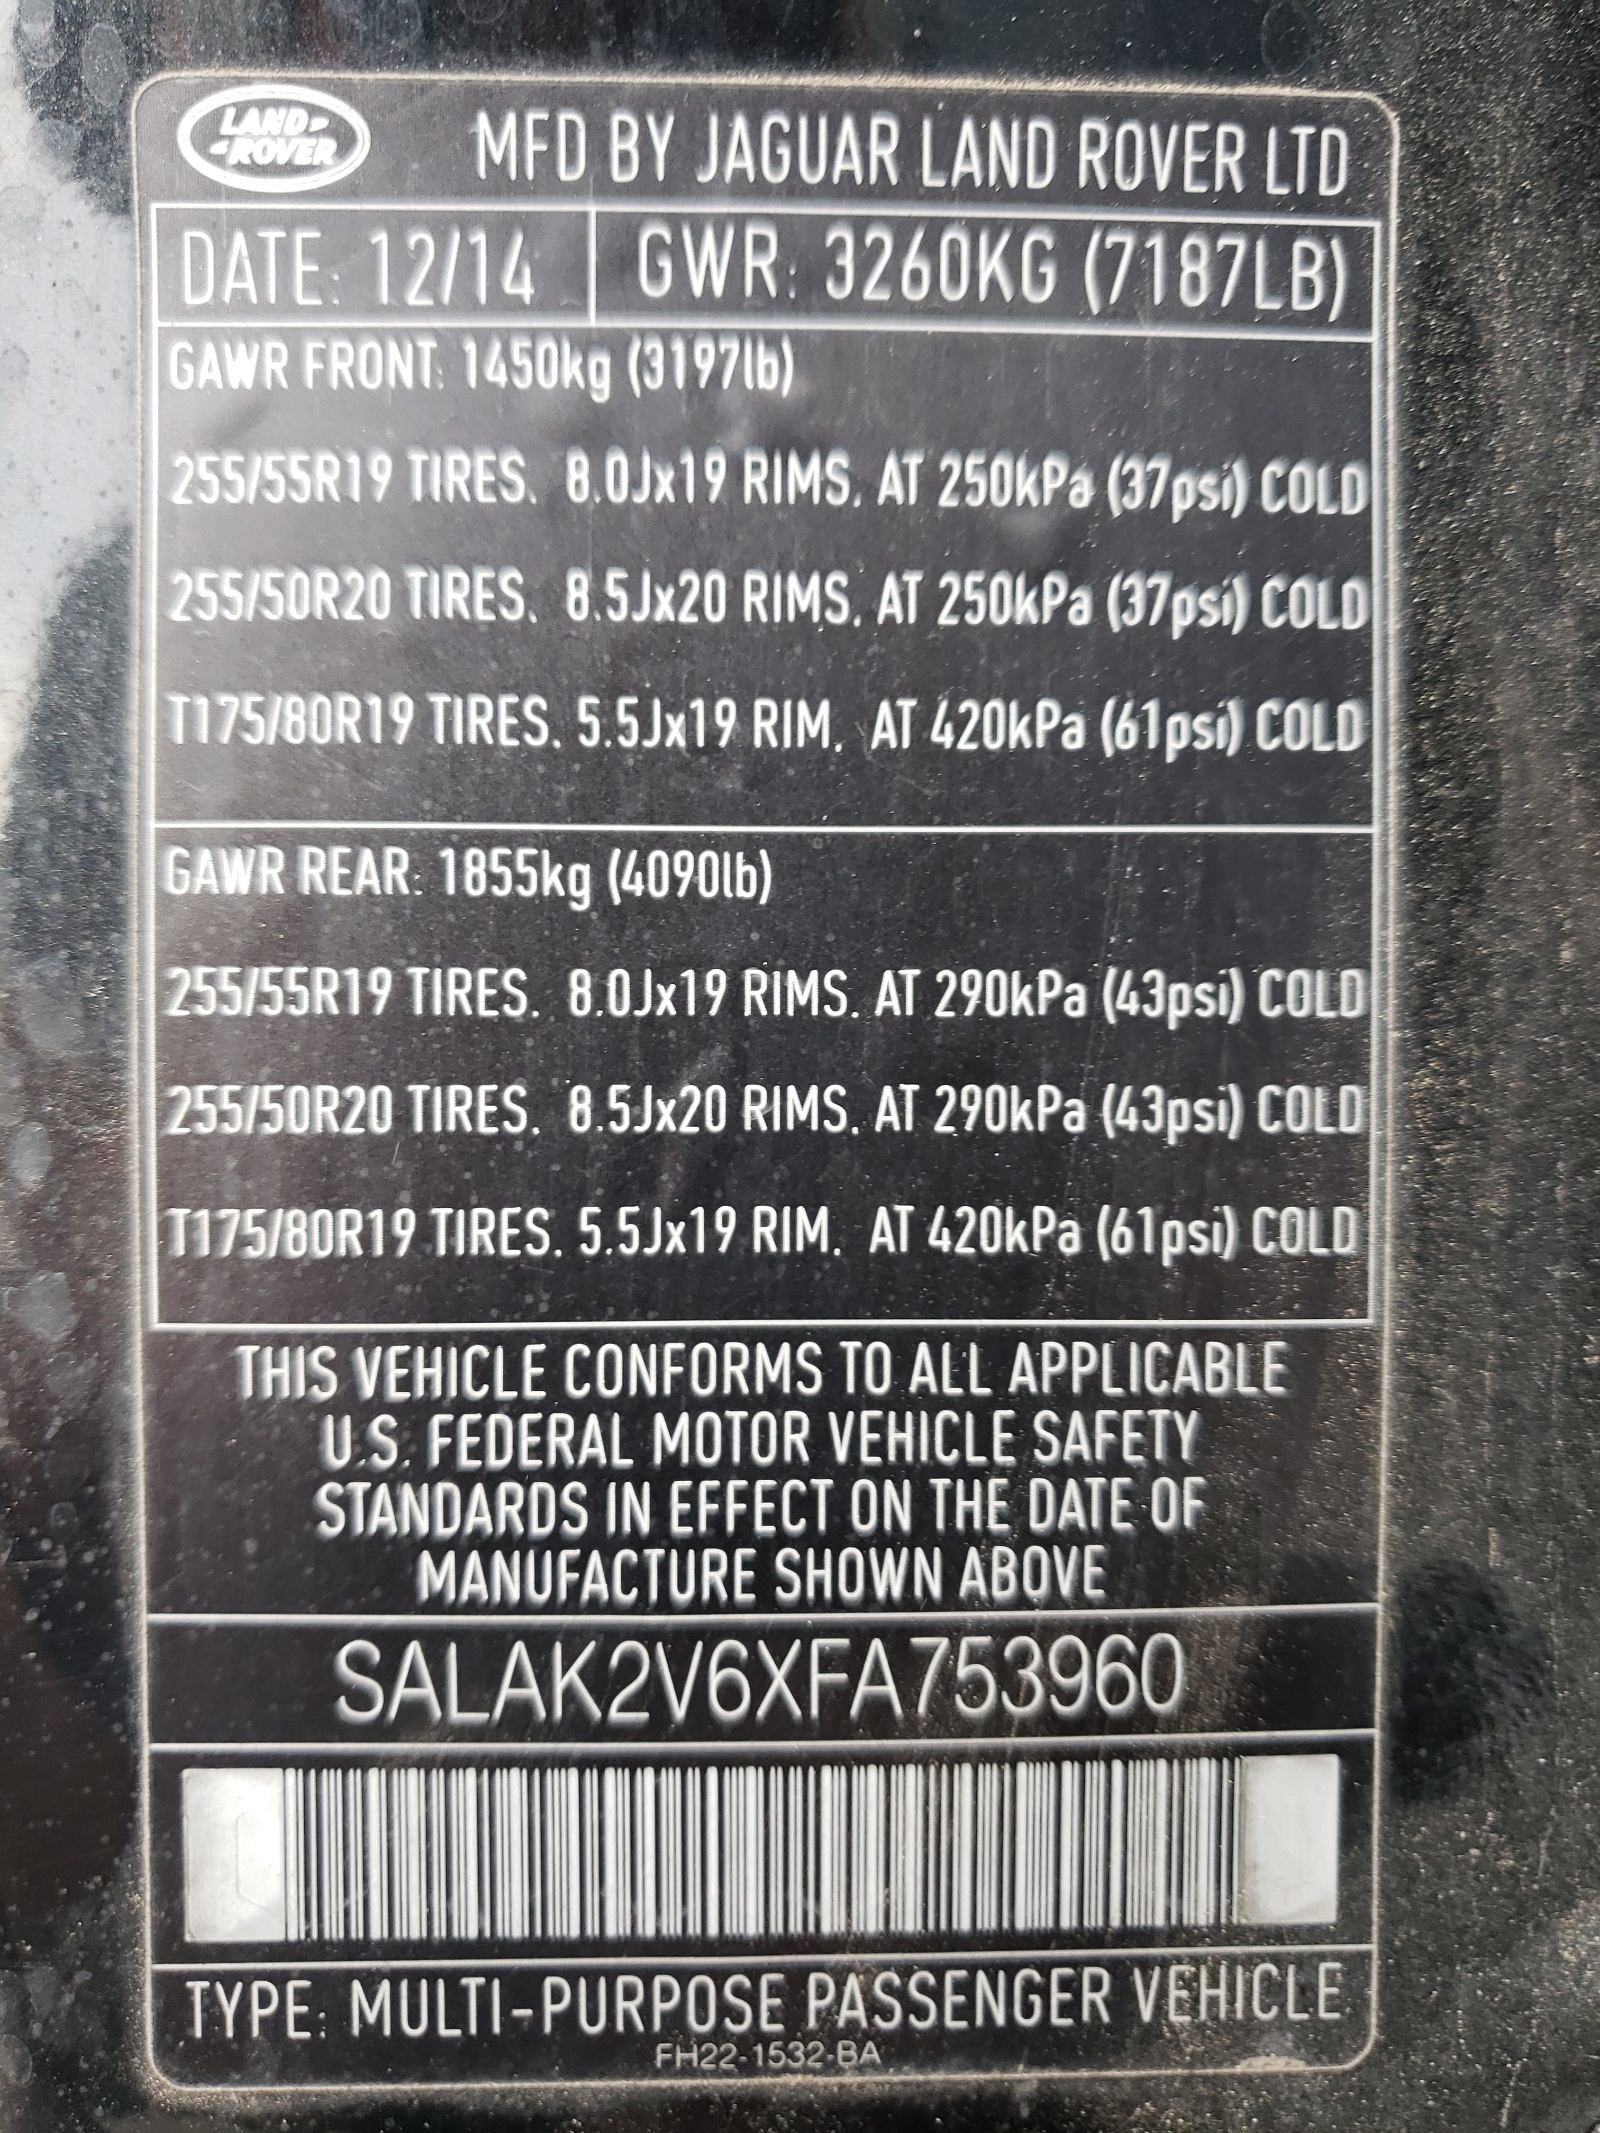 LAND-
-ROVER
MFD BY JAGUAR LAND ROVER LTD
DATE: 12/14 GWR: 3260KG (7187LB)
GAWR FRONT: 1450kg (3197lb)
255/55R19 TIRES. 8.0Jx19 RIMS. AT 250kPa (37psi) COLD
255/50R20 TIRES. 8.5Jx20 RIMS. AT 250kPa (37psi) COLD
T175/80R19 TIRES. 5.5Jx19 RIM. AT 420kPa (61psi) COLD
GAWR REAR: 1855kg (4090lb)
255/55R19 TIRES. 8.0Jx19 RIMS. AT 290kPa (43psi) COLD
255/50R20 TIRES. 8.5Jx20 RIMS. AT 290kPa (43psi) COLD
T175/80R19 TIRES. 5.5Jx19 RIM. AT 420kPa (61psi) COLD
THIS VEHICLE CONFORMS TO ALL APPLICABLE
U.S. FEDERAL MOTOR VEHICLE SAFETY
STANDARDS IN EFFECT ON THE DATE OF
MANUFACTURE SHOWN ABOVE
SALAK2V6XFA753960
TYPE: MULTI-PURPOSE PASSENGER VEHICLE
FH22-1532-BA